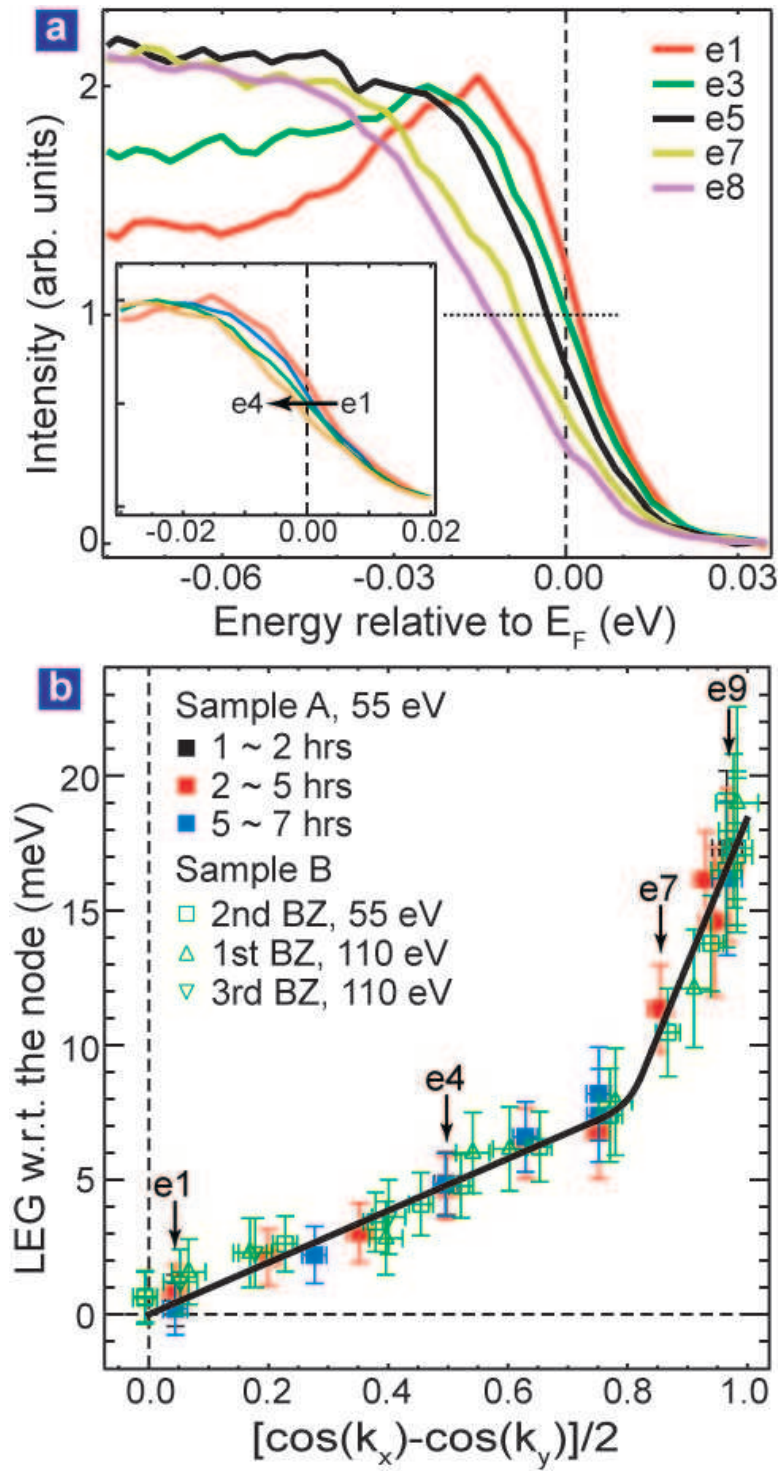 a
e1
e3
e5
e7
e8
Intensity (arb. units)
2
1
0
e4
e1
-0.02
0.00
0.02
-0.06
-0.03
0.00
0.03
Energy relative to E_F (eV)
b
Sample A, 55 eV
1 ~ 2 hrs
2 ~ 5 hrs
5 ~ 7 hrs
Sample B
2nd BZ, 55 eV
1st BZ, 110 eV
3rd BZ, 110 eV
e9
e7
e4
e1
LEG w.r.t. the node (meV)
20
15
10
5
0
0.0
0.2
0.4
0.6
0.8
1.0
[cos(k_x)-cos(k_y)]/2